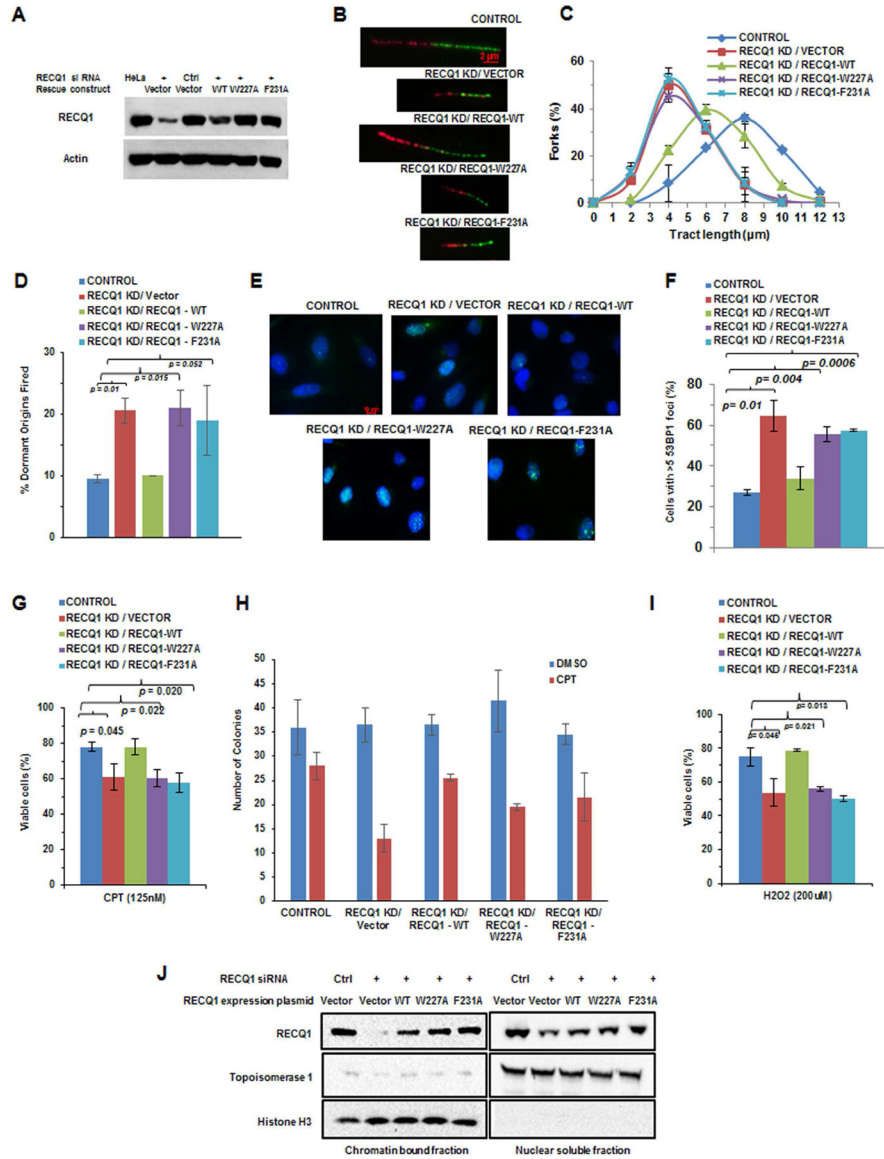 A
RECQ1 si RNA HeLa + Ctrl + + +
Rescue construct Vector Vector WT W227A F231A
RECQ1
Actin
B
CONTROL
2 µm
RECQ1 KD/ VECTOR
RECQ1 KD/ RECQ1-WT
RECQ1 KD/ RECQ1-W227A
RECQ1 KD/ RECQ1-F231A
C
CONTROL
RECQ1 KD / VECTOR
RECQ1 KD / RECQ1-WT
RECQ1 KD / RECQ1-W227A
RECQ1 KD / RECQ1-F231A
Forks (%)
60
40
20
0
0 1 2 3 4 5 6 7 8 9 10 11 12 13
Tract length (µm)
D
CONTROL
RECQ1 KD/ Vector
RECQ1 KD/ RECQ1 - WT
RECQ1 KD/ RECQ1 - W227A
RECQ1 KD/ RECQ1 - F231A
p = 0.052
p = 0.015
p = 0.01
% Dormant Origins Fired
30
20
10
0
E
CONTROL
RECQ1 KD / VECTOR
RECQ1 KD / RECQ1-WT
RECQ1 KD / RECQ1-W227A
RECQ1 KD / RECQ1-F231A
F
CONTROL
RECQ1 KD / VECTOR
RECQ1 KD / RECQ1-WT
RECQ1 KD / RECQ1-W227A
RECQ1 KD / RECQ1-F231A
p = 0.0006
p = 0.004
p = 0.01
Cells with >5 53BP1 foci (%)
80
60
40
20
0
G
CONTROL
RECQ1 KD / VECTOR
RECQ1 KD / RECQ1-WT
RECQ1 KD / RECQ1-W227A
RECQ1 KD / RECQ1-F231A
p = 0.020
p = 0.022
p = 0.045
Viable cells (%)
100
80
60
40
20
0
CPT (125nM)
H
DMSO
CPT
Number of Colonies
50
45
40
35
30
25
20
15
10
5
0
CONTROL
RECQ1 KD/ Vector
RECQ1 KD/ RECQ1 - WT
RECQ1 KD/ RECQ1 - W227A
RECQ1 KD/ RECQ1 - F231A
I
CONTROL
RECQ1 KD / VECTOR
RECQ1 KD / RECQ1-WT
RECQ1 KD / RECQ1-W227A
RECQ1 KD / RECQ1-F231A
p = 0.021
Viable cells (%)
100
80
60
40
20
0
H2O2 (200uM)
J
RECQ1 siRNA Ctrl + + + + Ctrl + + + +
RECQ1 expression plasmid Vector Vector WT W227A F231A Vector Vector WT W227A F231A
RECQ1
Topoisomerase 1
Histone H3
Chromatin bound fraction Nuclear soluble fraction